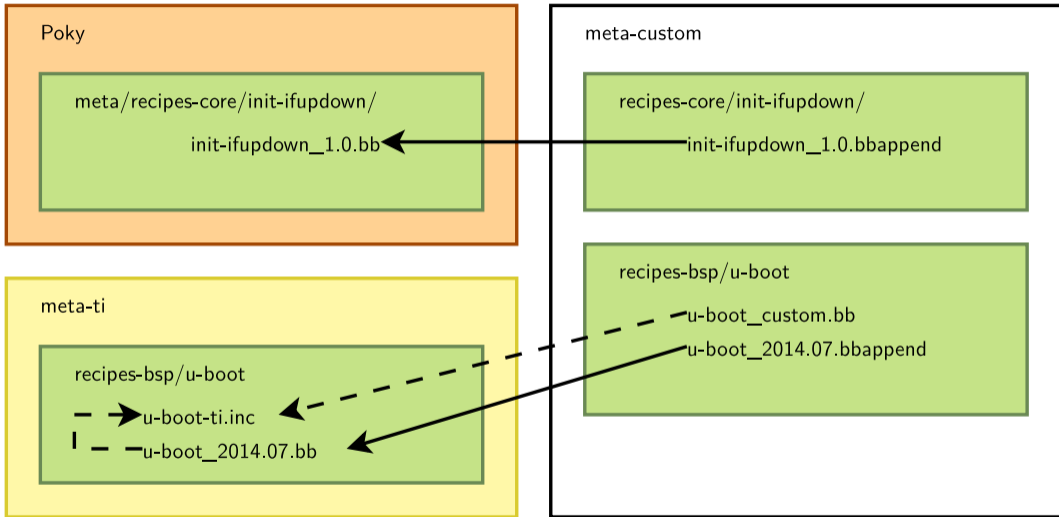 Poky
meta/recipes-core/init-ifupdown/
init-ifupdown_1.0.bb
meta-ti
recipes-bsp/u-boot
u-boot-ti.inc
u-boot_2014.07.bb
meta-custom
recipes-core/init-ifupdown/
init-ifupdown_1.0.bbappend
recipes-bsp/u-boot
u-boot_custom.bb
u-boot_2014.07.bbappend